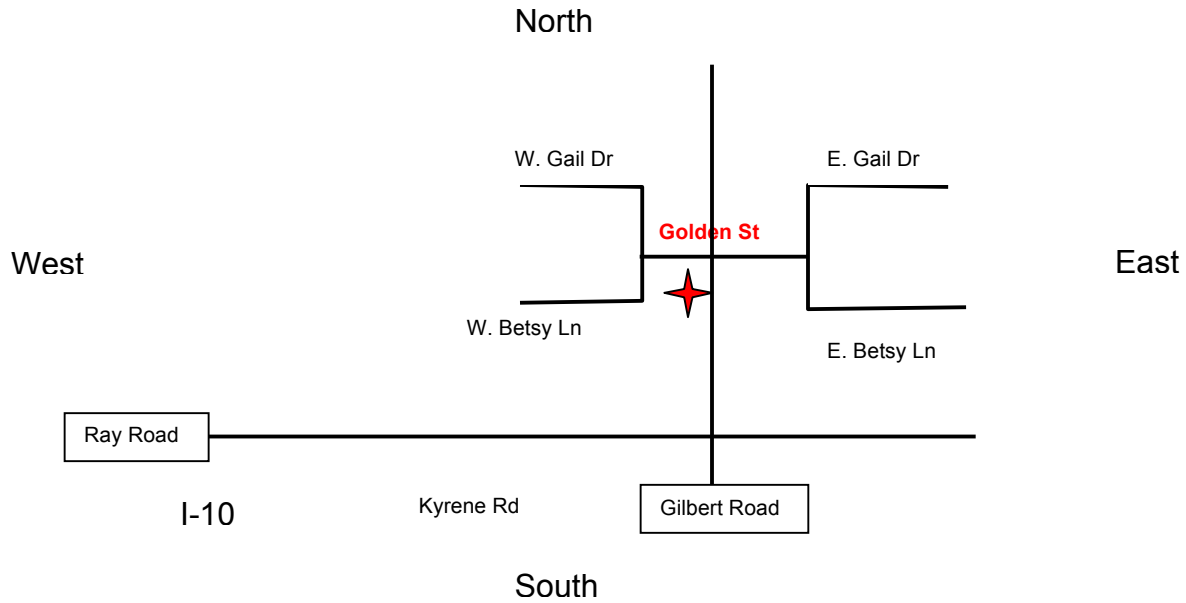 North
W. Gail Dr
E. Gail Dr
Golden St
West
East
W. Betsy Ln
E. Betsy Ln
Ray Road
I-10
Kyrene Rd
Gilbert Road
South